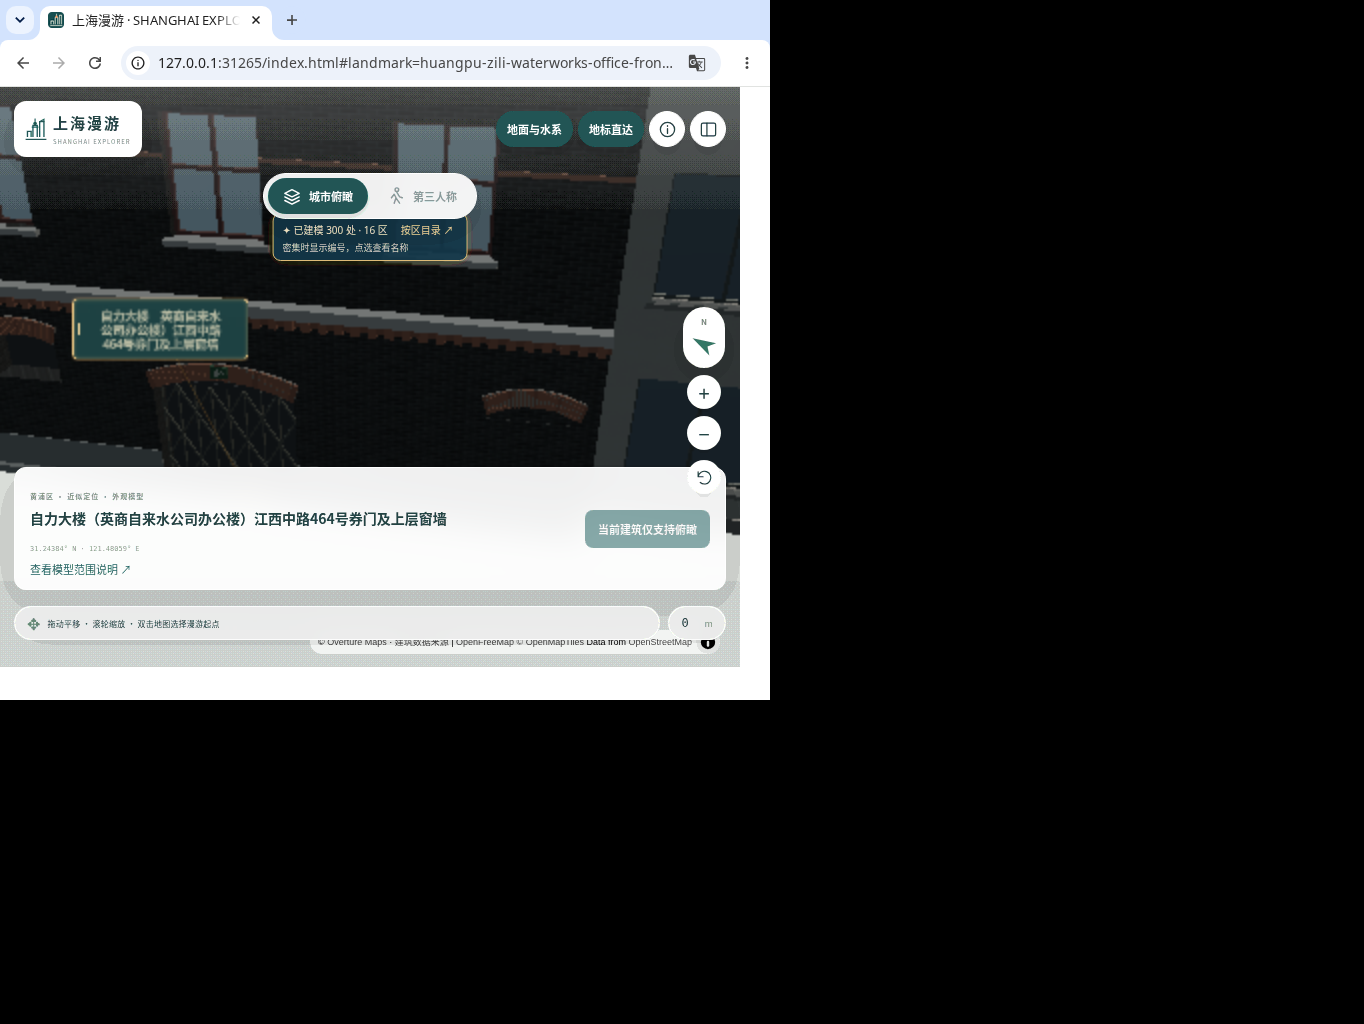 上海漫游 · SHANGHAI EXPLO
127.0.0.1:31265/index.html#landmark=huangpu-zili-waterworks-office-fron...
上海漫游
SHANGHAI EXPLORER
地面与水系
地标直达
城市俯瞰
第三人称
✦ 已建模 300 处 · 16 区 按区目录 ↗
密集时显示编号，点选查看名称
自力大楼 英商自来水
公司办公楼）江西中路
464号券门及上层窗墙
N
+
−
黄浦区 · 近似定位 · 外观模型
自力大楼（英商自来水公司办公楼）江西中路464号券门及上层窗墙
当前建筑仅支持俯瞰
31.24384° N · 121.48059° E
查看模型范围说明 ↗
拖动平移 · 滚轮缩放 · 双击地图选择漫游起点
0 m
© Overture Maps · 建筑数据来源 | OpenFreeMap © OpenMapTiles Data from OpenStreetMap